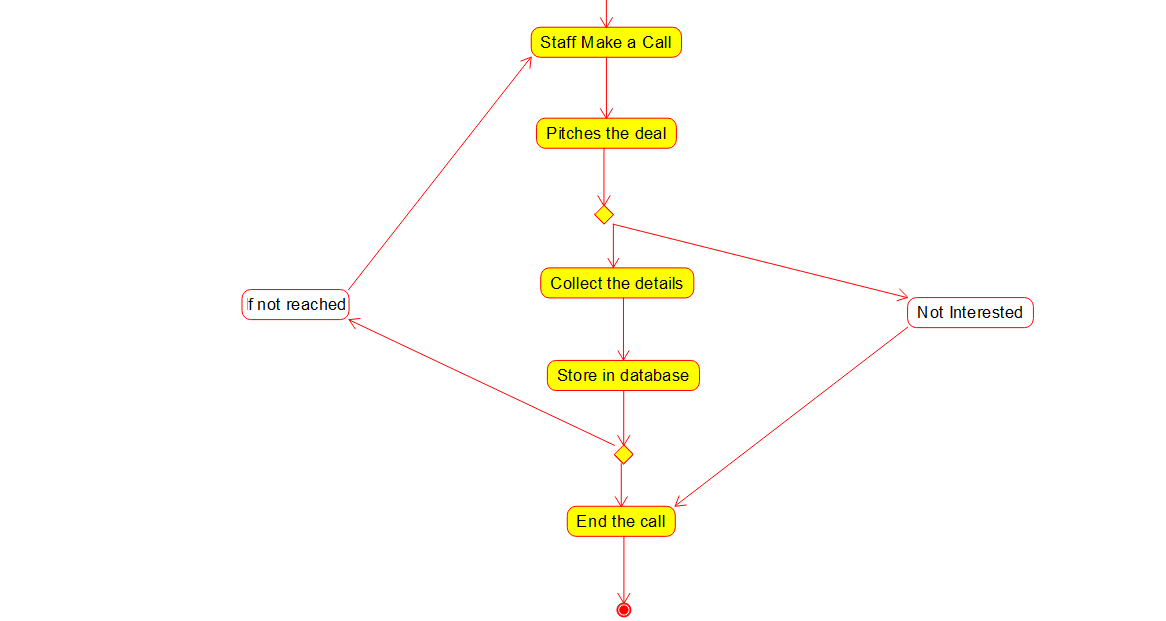 Staff Make a Call
Pitches the deal
Collect the details
f not reached
Not Interested
Store in database
End the call